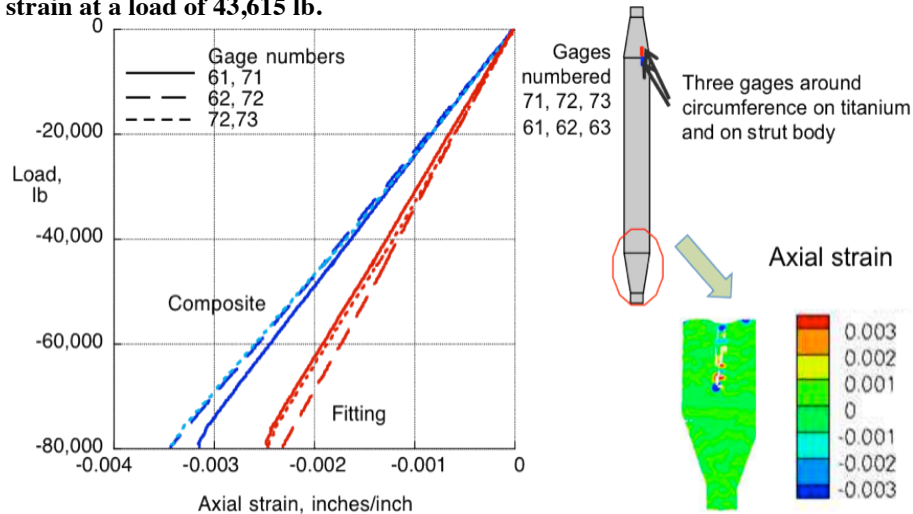 strain at a load of 43,615 lb.
0
-20,000
-40,000
-60,000
-80,000
Load,
lb
Gage numbers
61, 71
62, 72
72,73
Composite
Fitting
-0.004
-0.003
-0.002
-0.001
0
Axial strain, inches/inch
Gages
numbered
71, 72, 73
61, 62, 63
Three gages around
circumference on titanium
and on strut body
Axial strain
0.003
0.002
0.001
0
-0.001
-0.002
-0.003